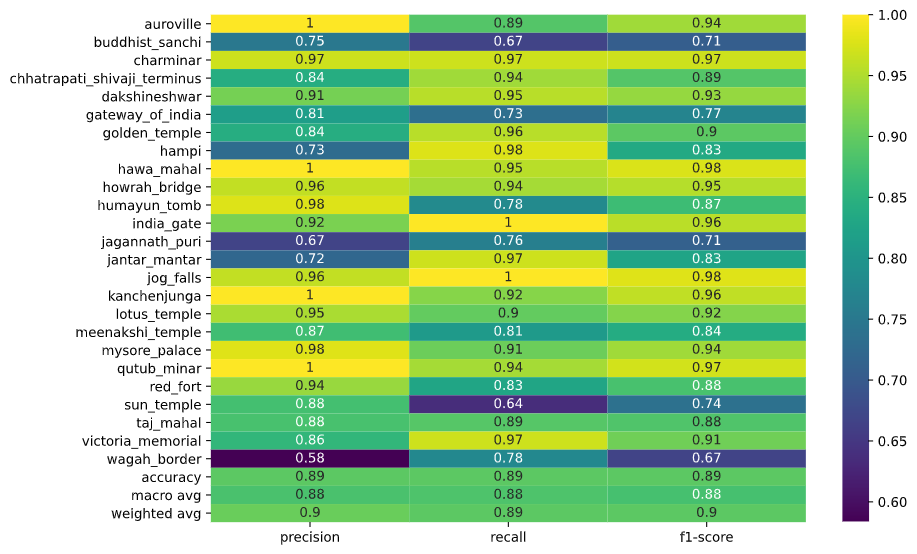 auroville 1 0.89 0.94
buddhist_sanchi 0.75 0.67 0.71
charminar 0.97 0.97 0.97
chhatrapati_shivaji_terminus 0.84 0.94 0.89
dakshineshwar 0.91 0.95 0.93
gateway_of_india 0.81 0.73 0.77
golden_temple 0.84 0.96 0.9
hampi 0.73 0.98 0.83
hawa_mahal 1 0.95 0.98
howrah_bridge 0.96 0.94 0.95
humayun_tomb 0.98 0.78 0.87
india_gate 0.92 1 0.96
jagannath_puri 0.67 0.76 0.71
jantar_mantar 0.72 0.97 0.83
jog_falls 0.96 1 0.98
kanchenjunga 1 0.92 0.96
lotus_temple 0.95 0.9 0.92
meenakshi_temple 0.87 0.81 0.84
mysore_palace 0.98 0.91 0.94
qutub_minar 1 0.94 0.97
red_fort 0.94 0.83 0.88
sun_temple 0.88 0.64 0.74
taj_mahal 0.88 0.89 0.88
victoria_memorial 0.86 0.97 0.91
wagah_border 0.58 0.78 0.67
accuracy 0.89 0.89 0.89
macro avg 0.88 0.88 0.88
weighted avg 0.9 0.89 0.9
precision recall f1-score
1.00
0.95
0.90
0.85
0.80
0.75
0.70
0.65
0.60